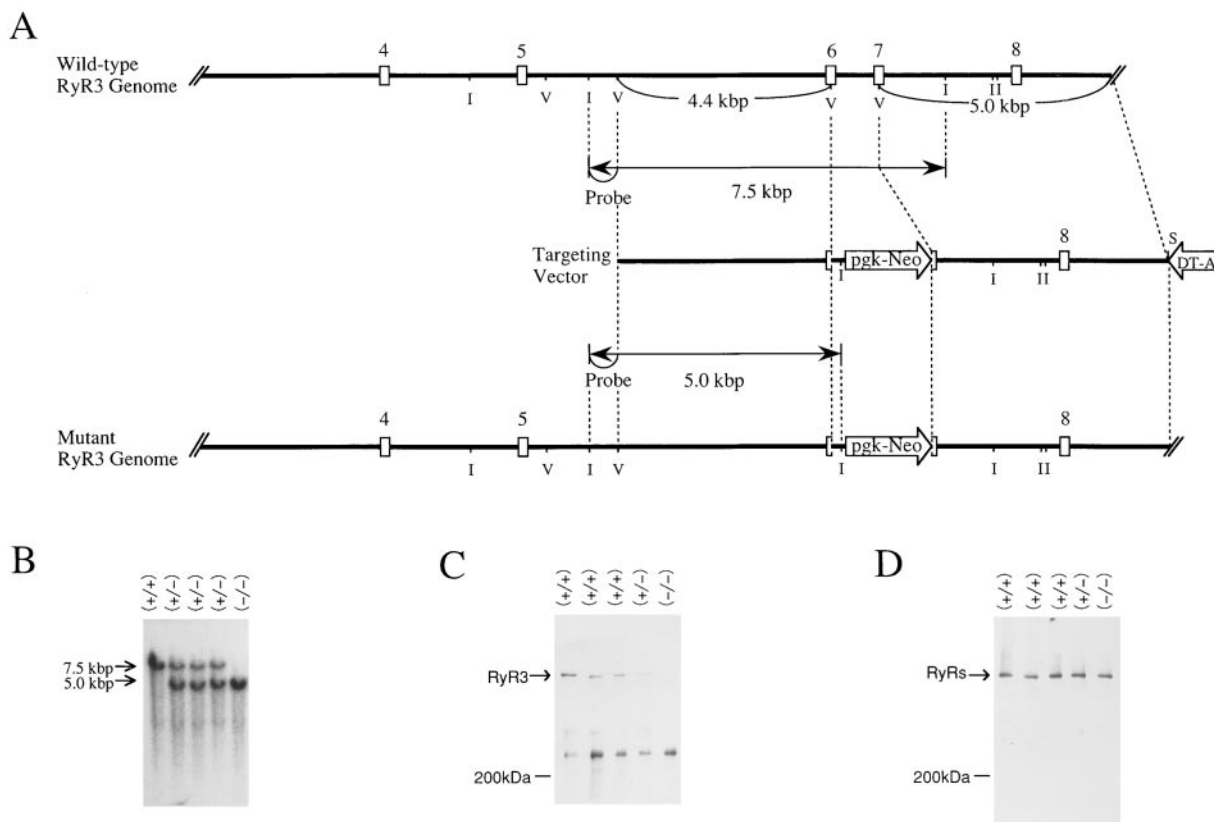 A
Wild-type
RyR3 Genome
4 5 6 7 8
I V I V V V I II
4.4 kbp 5.0 kbp
7.5 kbp
Probe
Targeting
Vector
8 S
I pgk-Neo I II DT-A
5.0 kbp
Probe
Mutant
RyR3 Genome
4 5 8
I V I V I pgk-Neo I II
B
(+/+) (+/−) (+/−) (+/−) (−/−)
7.5 kbp
5.0 kbp
C
(+/+) (+/+) (+/+) (+/−) (−/−)
RyR3
200kDa
D
(+/+) (+/+) (+/+) (+/−) (−/−)
RyRs
200kDa